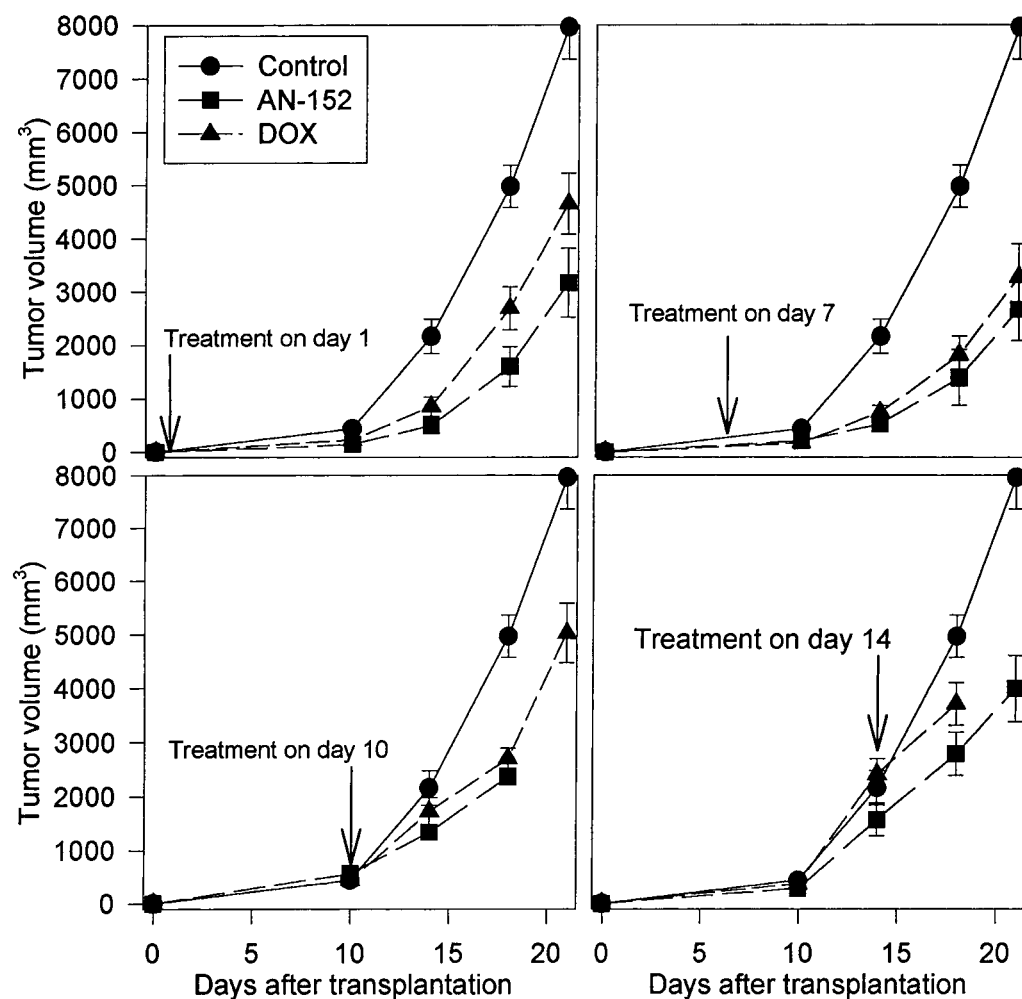 8000
7000
6000
5000
4000
3000
2000
1000
0
Tumor volume (mm³)
Control
AN-152
DOX
Treatment on day 1
Treatment on day 7
8000
7000
6000
5000
4000
3000
2000
1000
0
Tumor volume (mm³)
Treatment on day 10
Treatment on day 14
0 5 10 15 20
Days after transplantation
0 5 10 15 20
Days after transplantation